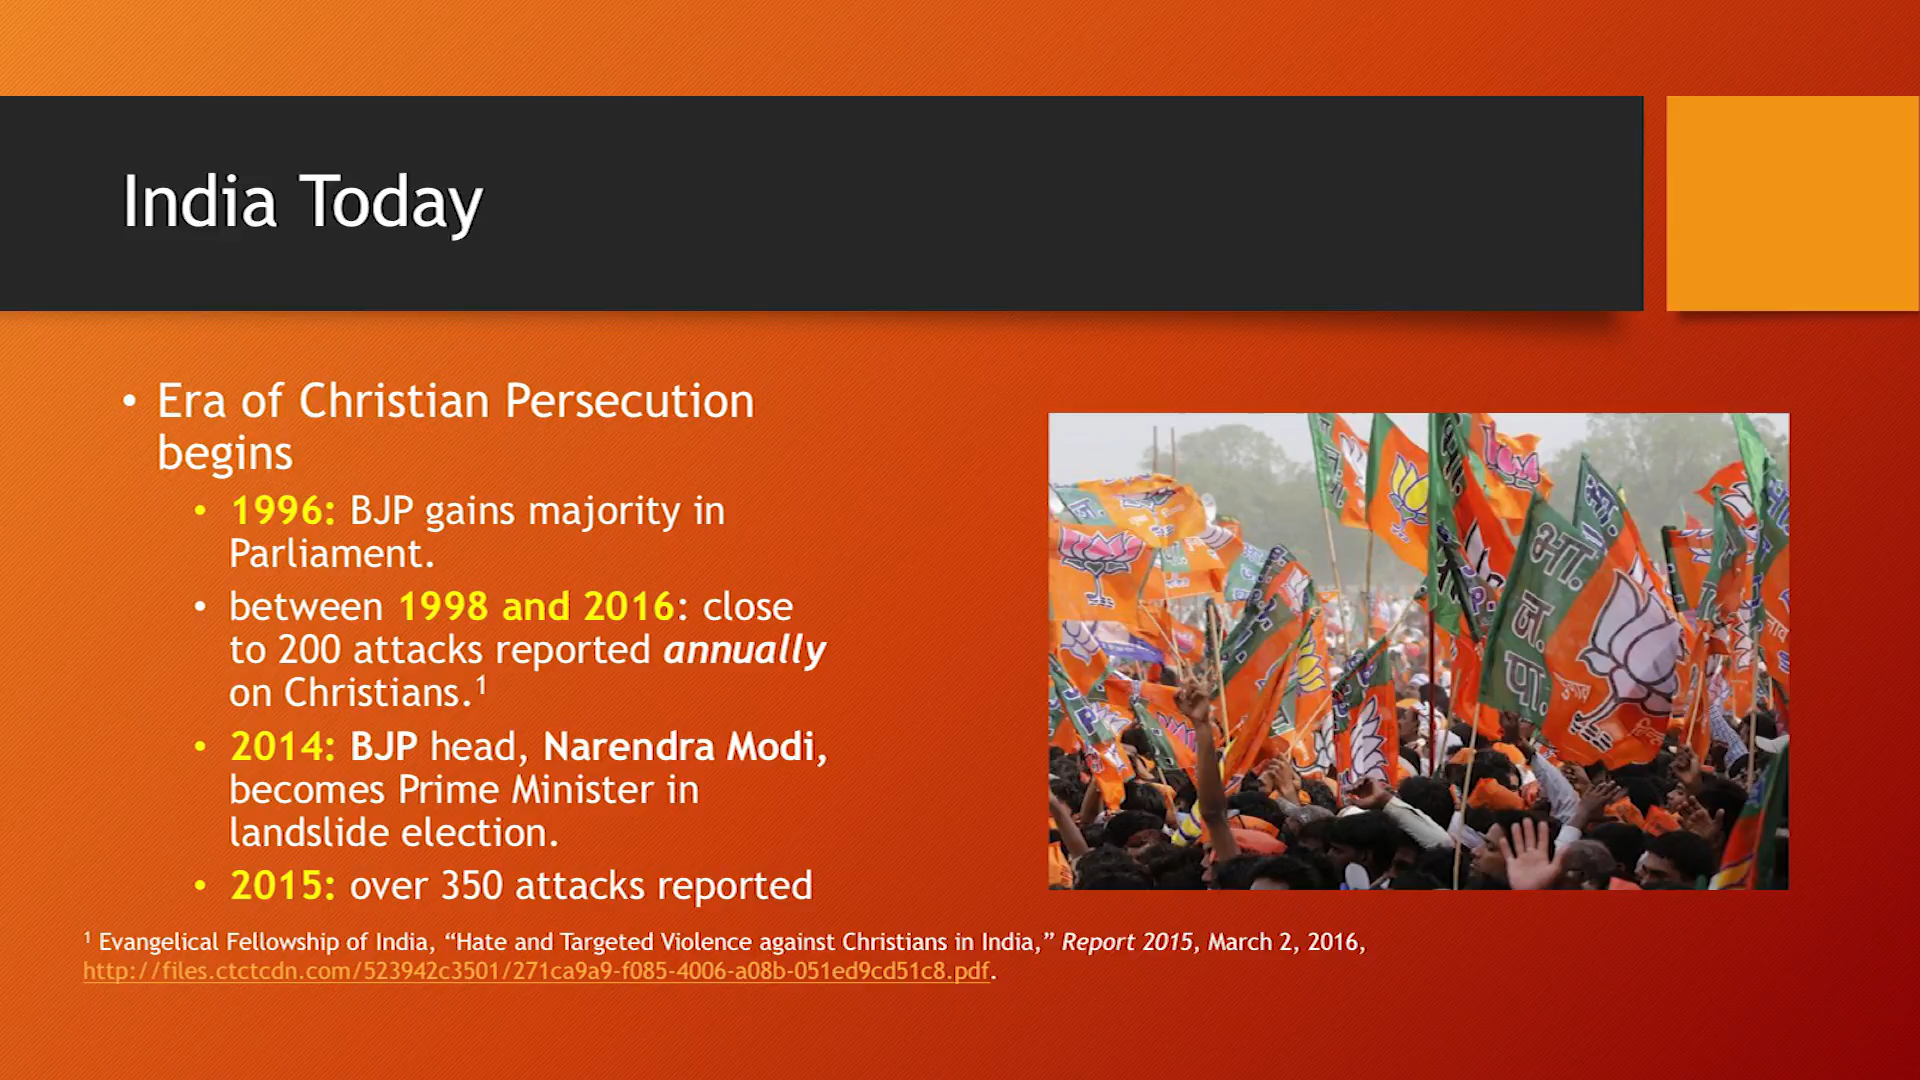 India Today
• Era of Christian Persecution
begins
• 1996: BJP gains majority in
Parliament.
• between 1998 and 2016: close
to 200 attacks reported annually
on Christians.¹
• 2014: BJP head, Narendra Modi,
becomes Prime Minister in
landslide election.
• 2015: over 350 attacks reported
भा.
ज.
पा.
¹ Evangelical Fellowship of India, “Hate and Targeted Violence against Christians in India,” Report 2015, March 2, 2016,
http://files.ctctcdn.com/523942c3501/271ca9a9-f085-4006-a08b-051ed9cd51c8.pdf.